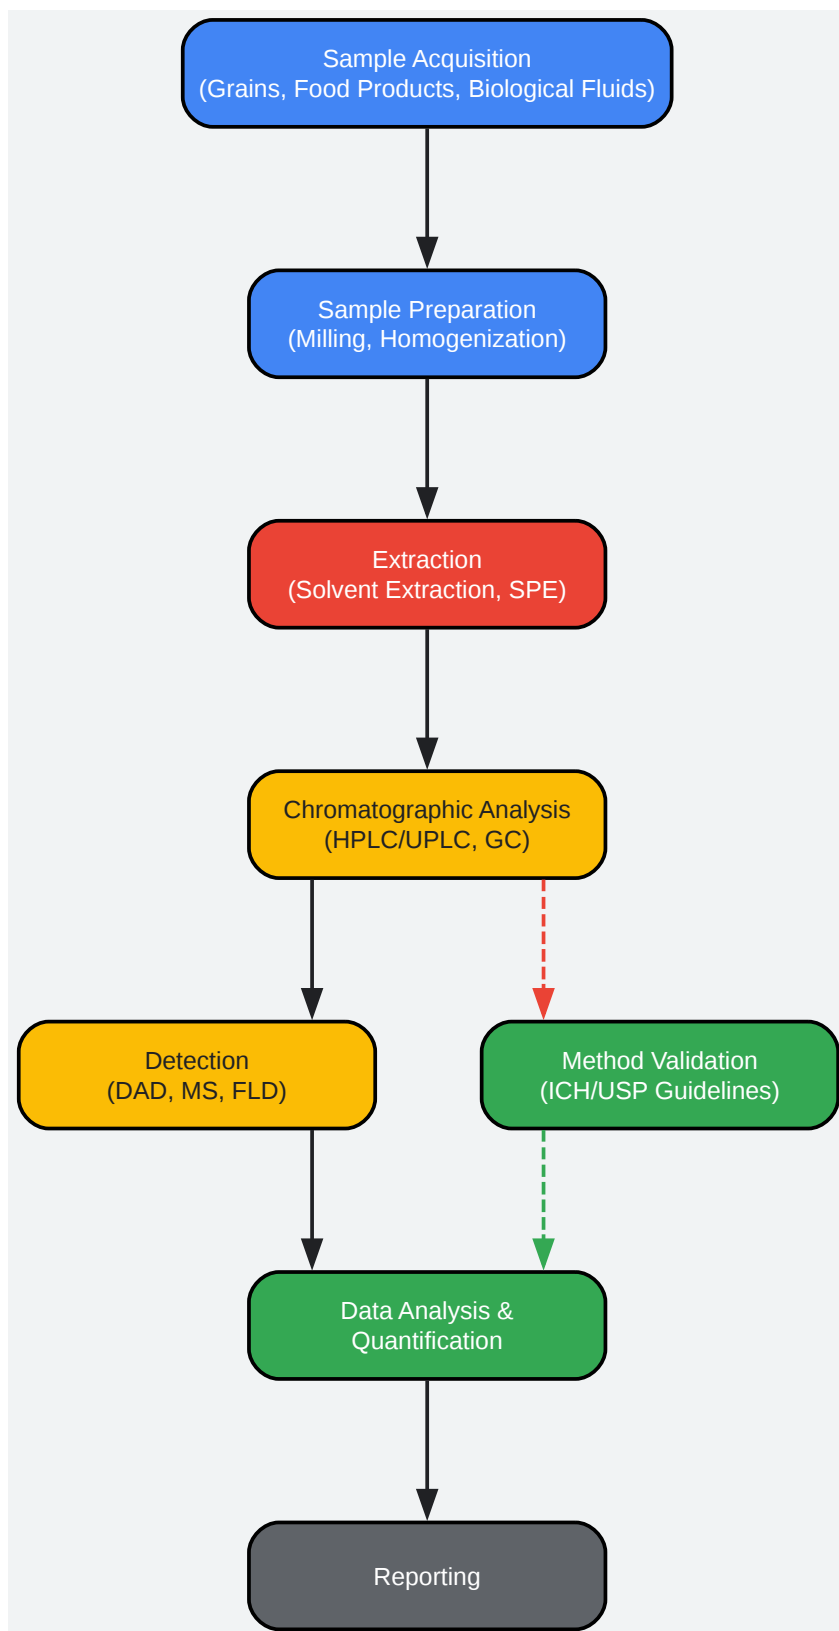 Sample Acquisition
(Grains, Food Products, Biological Fluids)
Sample Preparation
(Milling, Homogenization)
Extraction
(Solvent Extraction, SPE)
Chromatographic Analysis
(HPLC/UPLC, GC)
Detection
(DAD, MS, FLD)
Method Validation
(ICH/USP Guidelines)
Data Analysis &
Quantification
Reporting